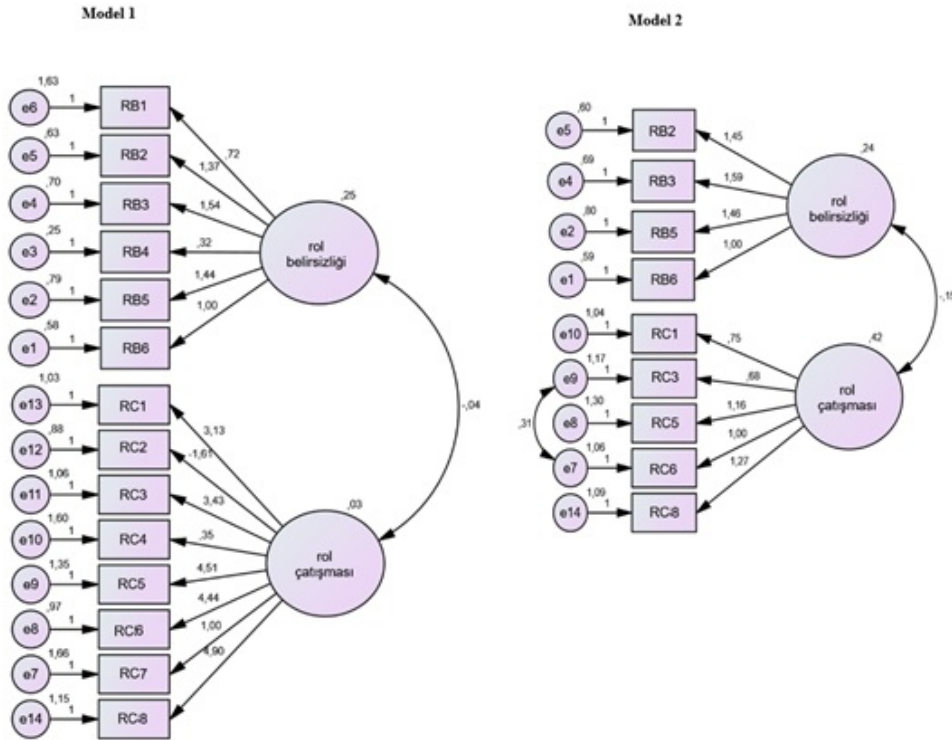 Model 1
1,63
e6
1
RB1
,63
e5
1
RB2
,70
e4
1
RB3
,25
e3
1
RB4
,79
e2
1
RB5
,58
e1
1
RB6
,72
1,37
1,54
,32
1,44
1,00
,25
rol
belirsizliği
1,03
e13
1
RC1
,88
e12
1
RC2
1,06
e11
1
RC3
1,60
e10
1
RC4
1,35
e9
1
RC5
,97
e8
1
RC6
1,66
e7
1
RC7
1,15
e14
1
RC-8
3,13
-1,61
3,43
,35
4,51
4,44
1,00
4,90
,03
rol
çatışması
-,04
Model 2
,60
e5
1
RB2
,69
e4
1
RB3
,80
e2
1
RB5
,59
e1
1
RB6
1,45
1,59
1,46
1,00
,24
rol
belirsizliği
1,04
e10
1
RC1
1,17
e9
1
RC3
1,30
e8
1
RC5
1,06
e7
1
RC6
1,09
e14
1
RC-8
,75
,68
1,16
1,00
1,27
,42
rol
çatışması
,31
-,15